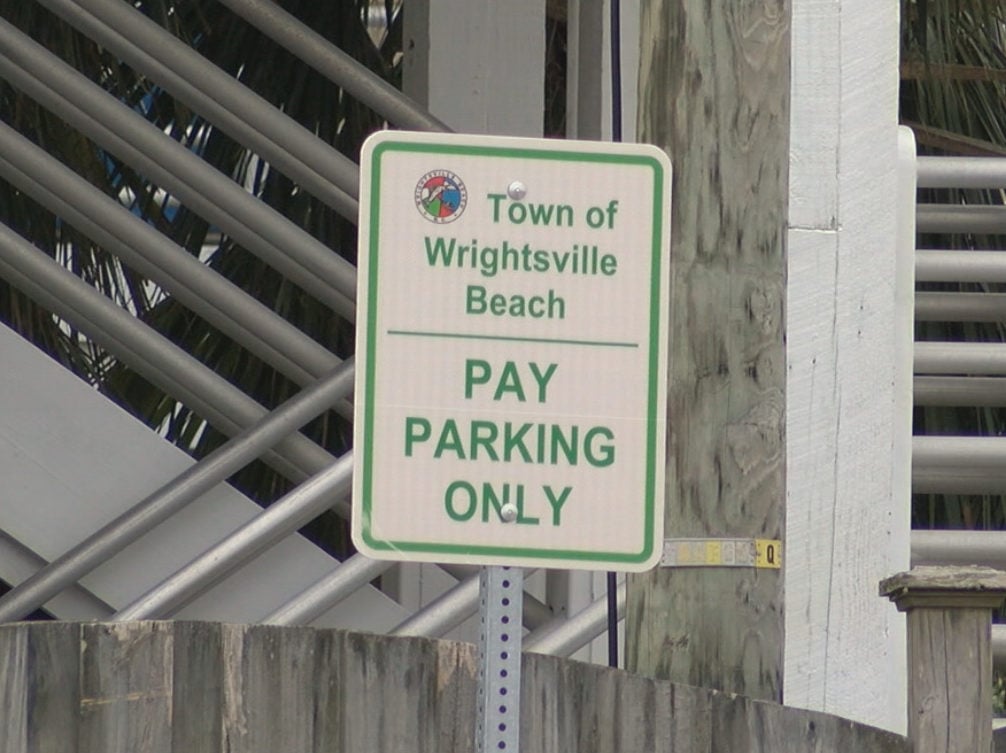 Town of
Wrightsville
Beach
PAY
PARKING
ONLY
Q